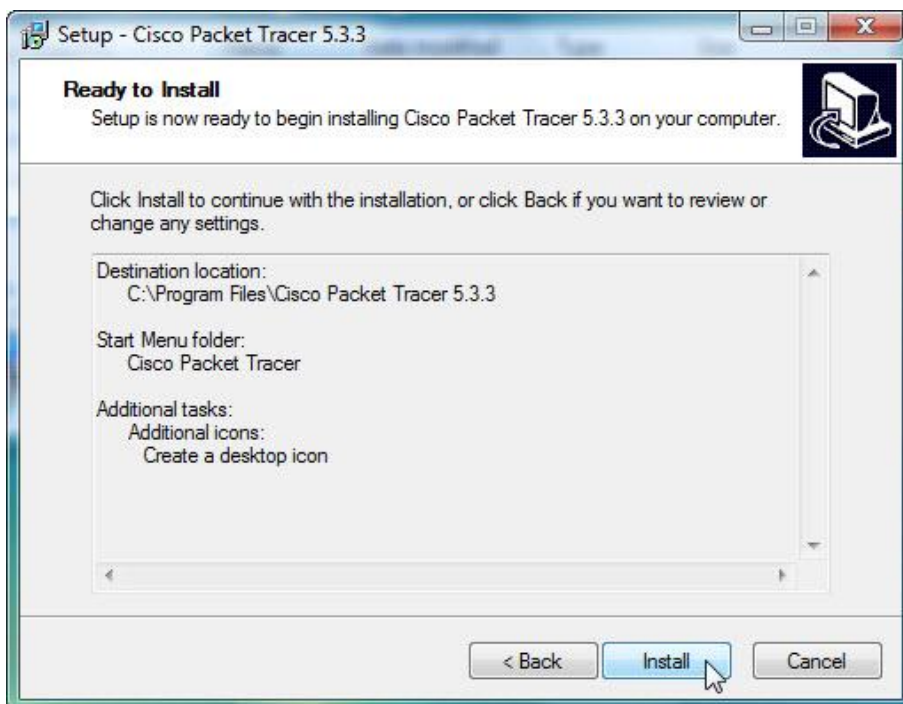 Setup - Cisco Packet Tracer 5.3.3
Ready to Install
Setup is now ready to begin installing Cisco Packet Tracer 5.3.3 on your computer.
Click Install to continue with the installation, or click Back if you want to review or
change any settings.
Destination location:
C:\Program Files\Cisco Packet Tracer 5.3.3
Start Menu folder:
Cisco Packet Tracer
Additional tasks:
Additional icons:
Create a desktop icon
< Back
Install
Cancel